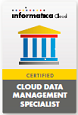 informatica Cloud
CERTIFIED
CLOUD DATA
MANAGEMENT
SPECIALIST